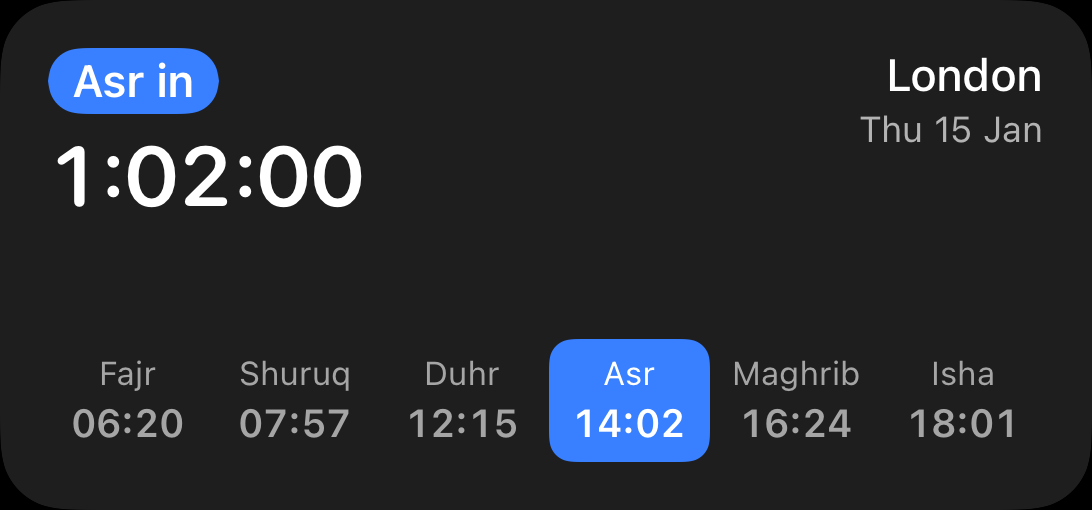 Asr in
London
Thu 15 Jan
1:02:00
Fajr Shuruq Duhr Asr Maghrib Isha
06:20 07:57 12:15 14:02 16:24 18:01